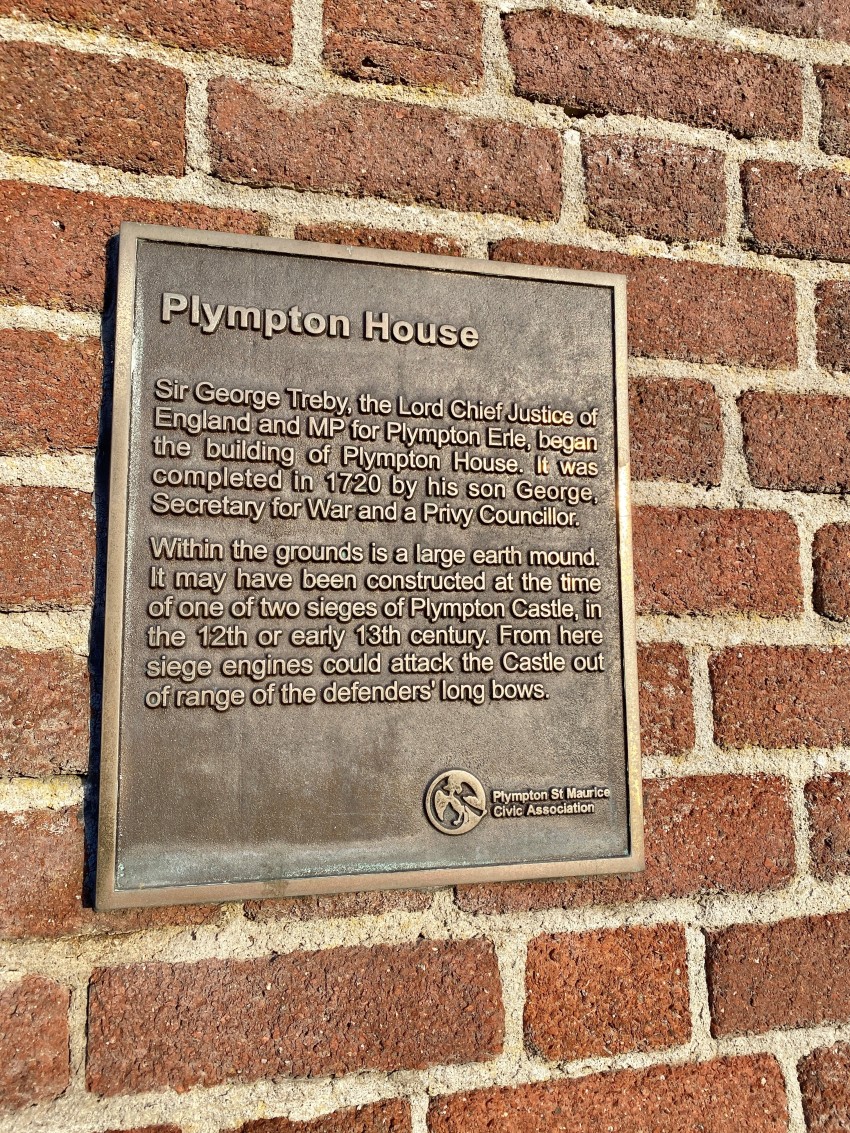 Plympton House
Sir George Treby, the Lord Chief Justice of
England and MP for Plympton Erle, began
the building of Plympton House. It was
completed in 1720 by his son George,
Secretary for War and a Privy Councillor.
Within the grounds is a large earth mound.
It may have been constructed at the time
of one of two sieges of Plympton Castle, in
the 12th or early 13th century. From here
siege engines could attack the Castle out
of range of the defenders' long bows.
Plympton St Maurice
Civic Association